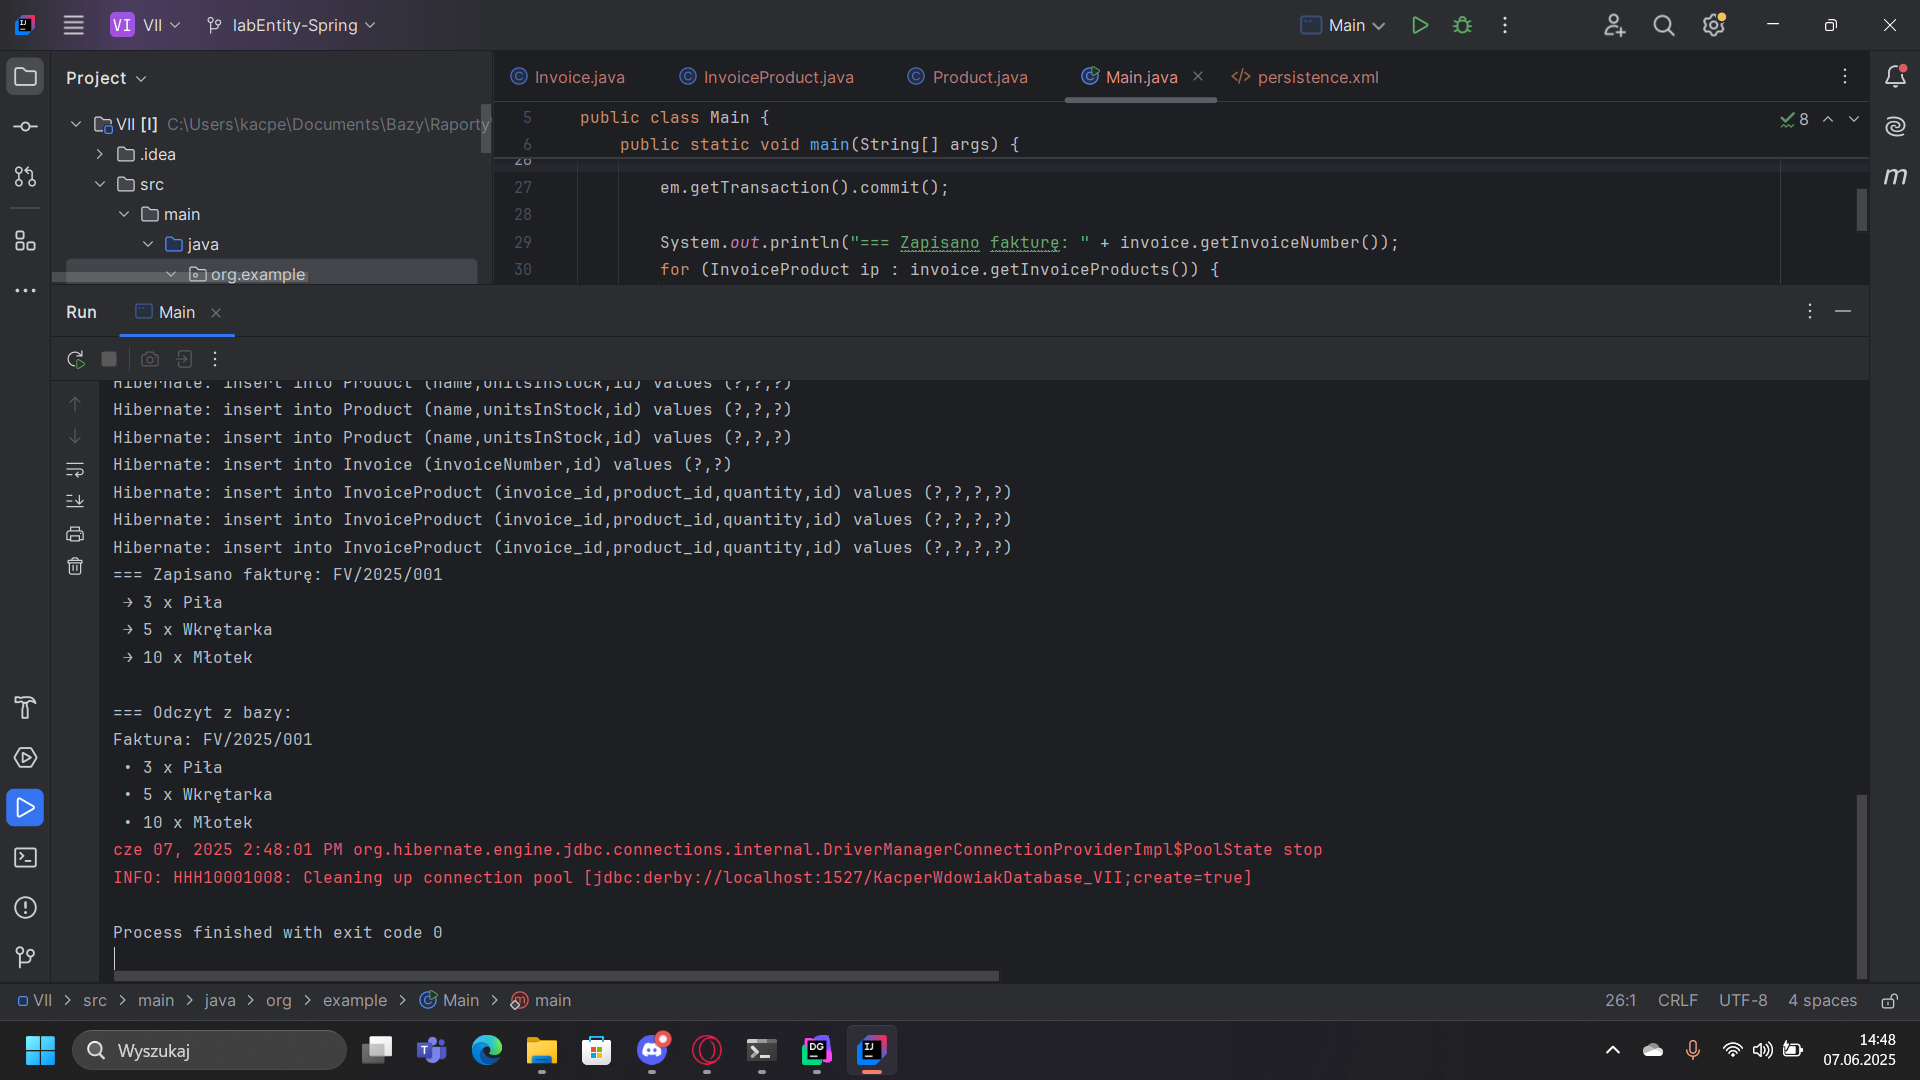 VI VII labEntity-Spring Main
Project
Invoice.java InvoiceProduct.java Product.java Main.java persistence.xml
VII [I] C:\Users\kacpe\Documents\Bazy\Raporty\
.idea
src
main
java
org.example
5 public class Main {
6 public static void main(String[] args) {
8
26
27 em.getTransaction().commit();
28
29 System.out.println("=== Zapisano fakturę: " + invoice.getInvoiceNumber());
30 for (InvoiceProduct ip : invoice.getInvoiceProducts()) {
Run Main
Hibernate: insert into Product (name,unitsInStock,id) values (?,?,?)
Hibernate: insert into Product (name,unitsInStock,id) values (?,?,?)
Hibernate: insert into Product (name,unitsInStock,id) values (?,?,?)
Hibernate: insert into Invoice (invoiceNumber,id) values (?,?)
Hibernate: insert into InvoiceProduct (invoice_id,product_id,quantity,id) values (?,?,?,?)
Hibernate: insert into InvoiceProduct (invoice_id,product_id,quantity,id) values (?,?,?,?)
Hibernate: insert into InvoiceProduct (invoice_id,product_id,quantity,id) values (?,?,?,?)
=== Zapisano fakturę: FV/2025/001
→ 3 x Piła
→ 5 x Wkrętarka
→ 10 x Młotek
=== Odczyt z bazy:
Faktura: FV/2025/001
• 3 x Piła
• 5 x Wkrętarka
• 10 x Młotek
cze 07, 2025 2:48:01 PM org.hibernate.engine.jdbc.connections.internal.DriverManagerConnectionProviderImpl$PoolState stop
INFO: HHH10001008: Cleaning up connection pool [jdbc:derby://localhost:1527/KacperWdowiakDatabase_VII;create=true]
Process finished with exit code 0
VII > src > main > java > org > example > Main > main 26:1 CRLF UTF-8 4 spaces
Wyszukaj
14:48
07.06.2025